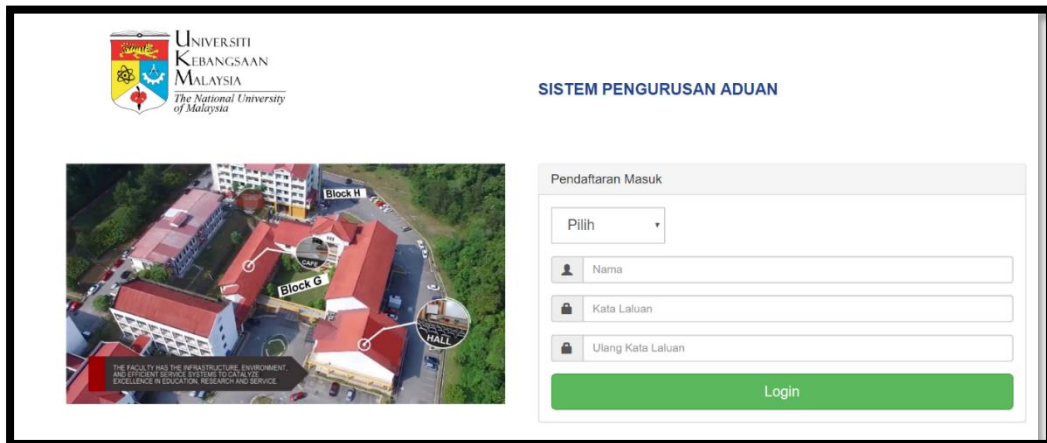 UNIVERSITI
KEBANGSAAN
MALAYSIA
The National University
of Malaysia
SISTEM PENGURUSAN ADUAN
Block H
CAFE
Block G
HALL
THE FACULTY HAS THE INFRASTRUCTURE, ENVIRONMENT,
AND EFFICIENT SERVICE SYSTEMS TO CATALYZE
EXCELLENCE IN EDUCATION, RESEARCH AND SERVICE.
Pendaftaran Masuk
Pilih
Nama
Kata Laluan
Ulang Kata Laluan
Login